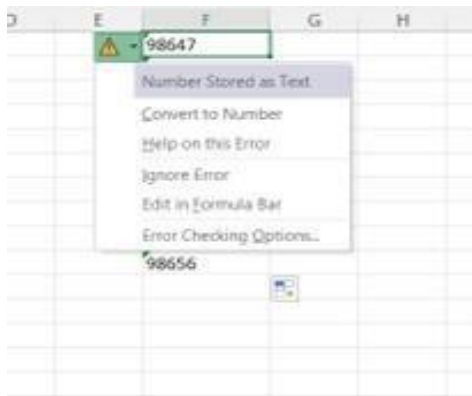 D E F G H
98647
Number Stored as Text
Convert to Number
Help on this Error
Ignore Error
Edit in Formula Bar
Error Checking Options...
98656